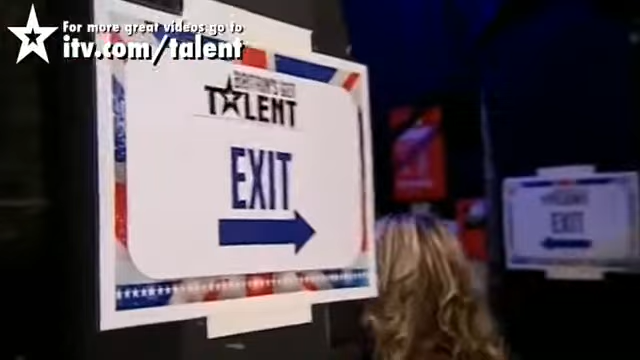 For more great videos go to
itv.com/talent
BRITAIN'S GOT
TALENT
EXIT
EXIT